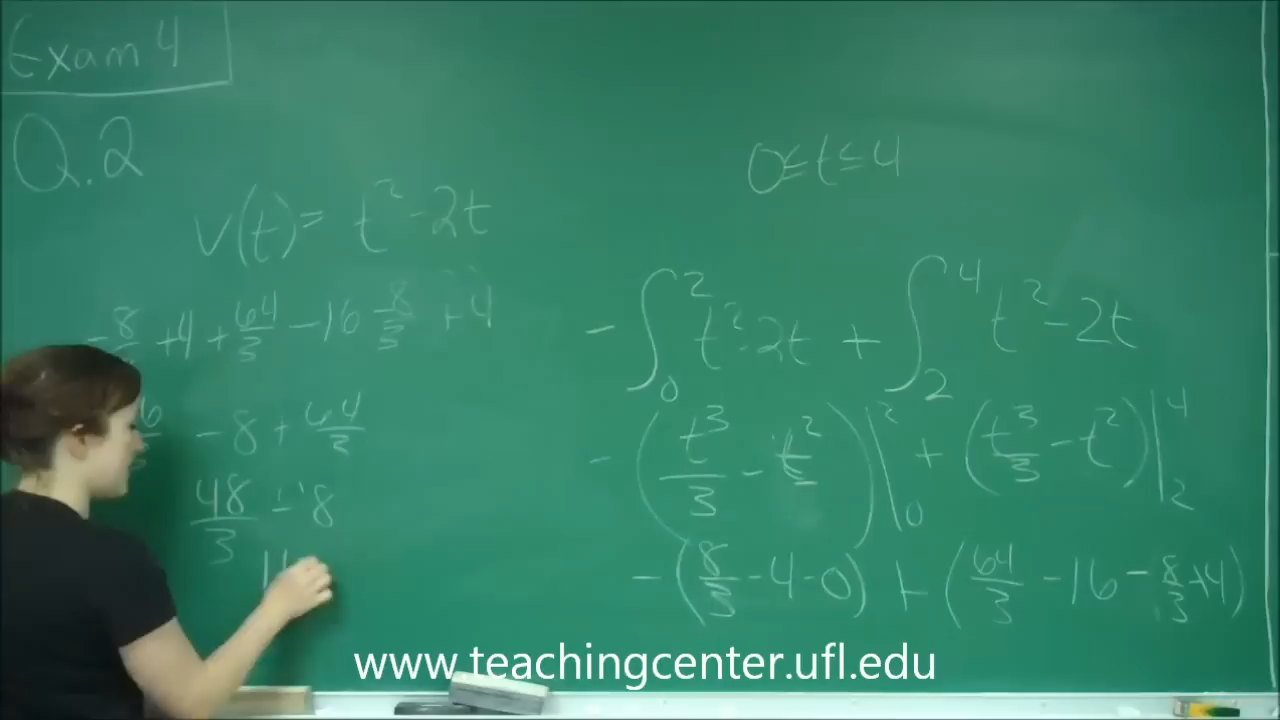 Exam 4
Q.2
0≤t≤4
v(t)= t²-2t
-∫₀² t²-2t + ∫₂⁴ t²-2t
-8/ +4 +64/3 -16 -8/3 +4
-(t³/3 - t²)|₀² + (t³/3 - t²)|₂⁴
6/3 -8+ 64/3
48/3 - 8
-(8/3 -4-0) + (64/3 -16 -8/3 +4)
www.teachingcenter.ufl.edu